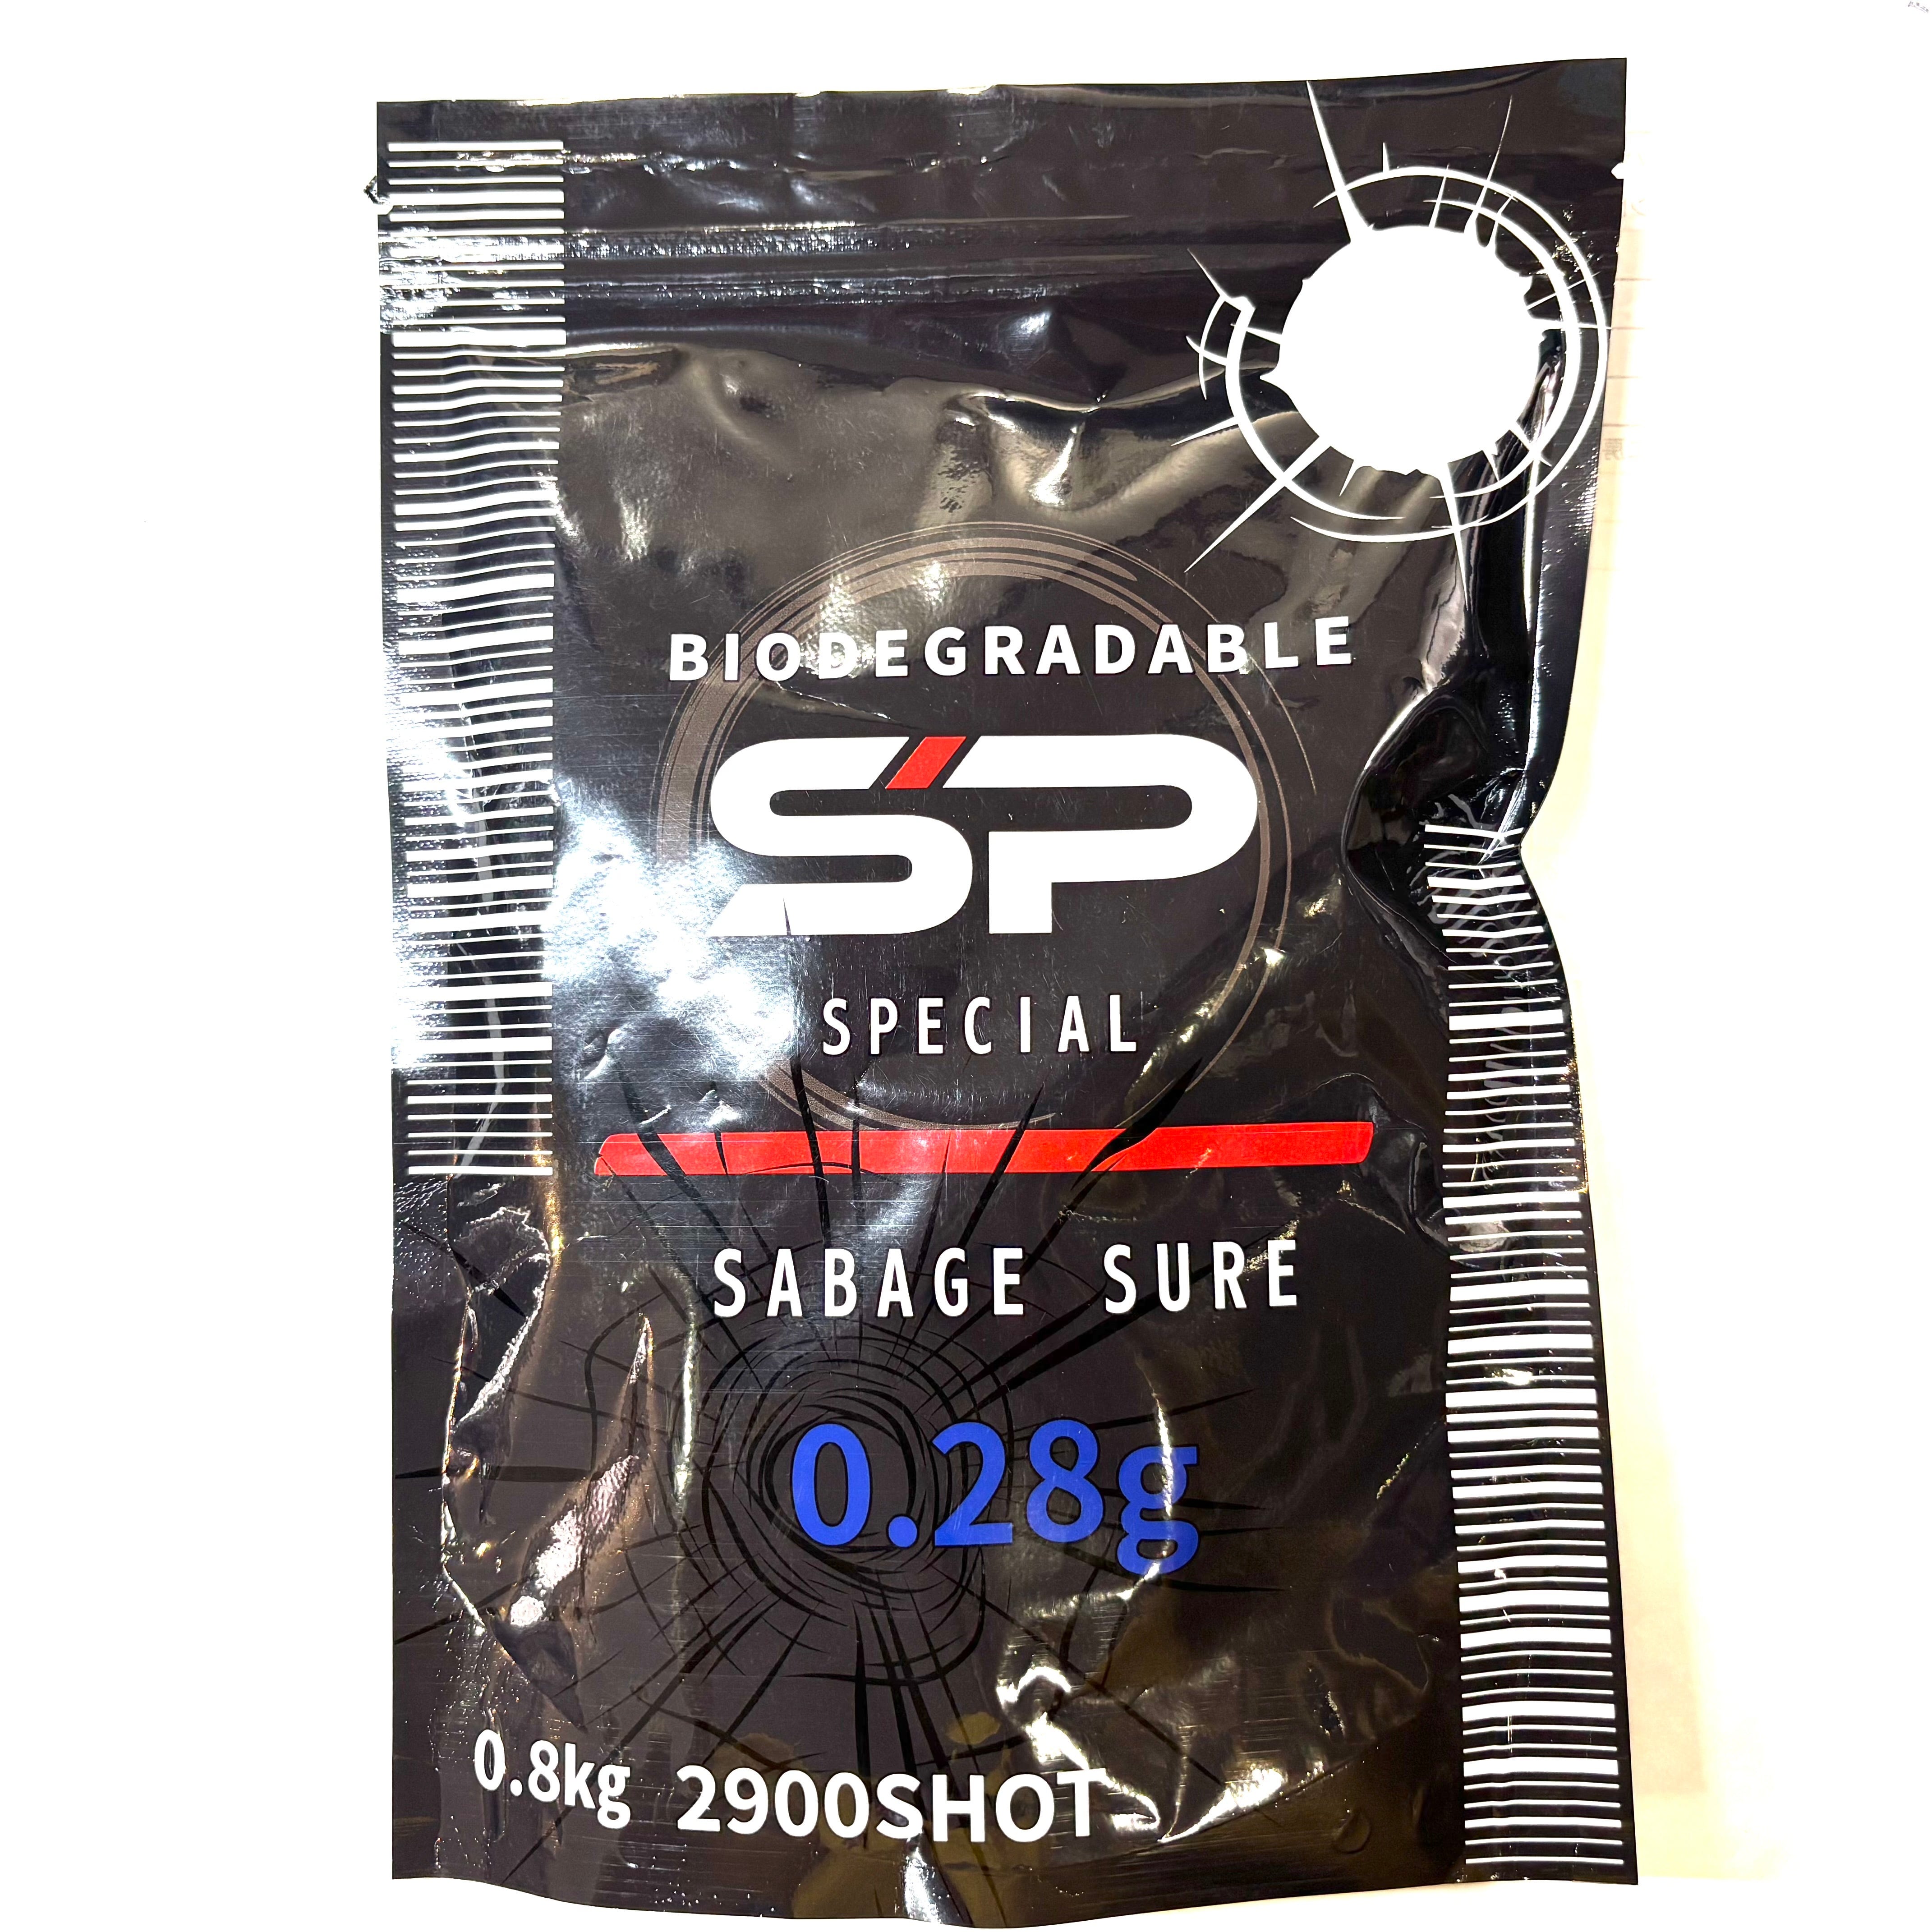 BIODEGRADABLE
SP
SPECIAL
SABAGE SURE
0.28g
0.8kg 2900SHOT